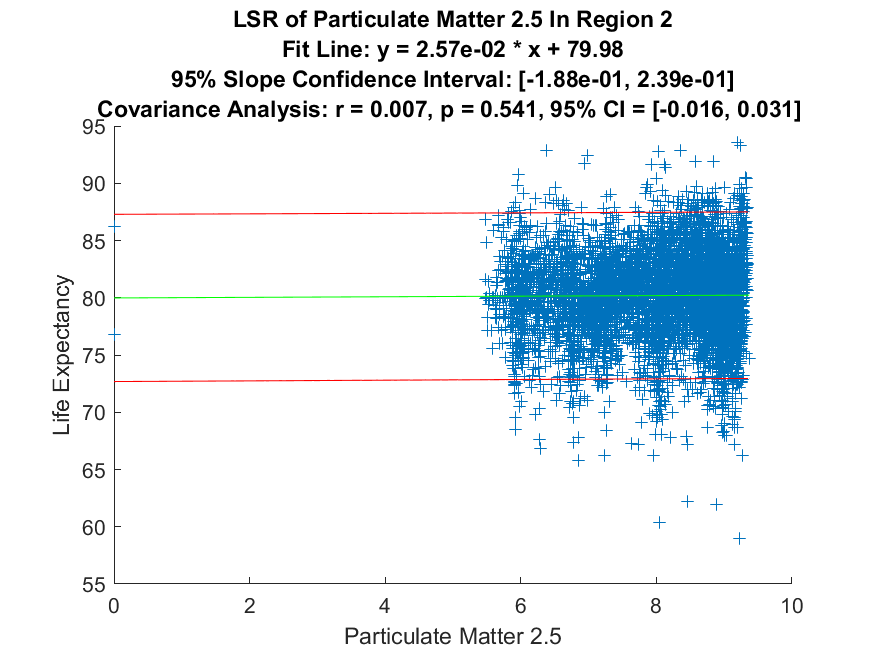 LSR of Particulate Matter 2.5 In Region 2
Fit Line: y = 2.57e-02 * x + 79.98
95% Slope Confidence Interval: [-1.88e-01, 2.39e-01]
Covariance Analysis: r = 0.007, p = 0.541, 95% CI = [-0.016, 0.031]
95
90
85
80
75
70
65
60
55
Life Expectancy
0 2 4 6 8 10
Particulate Matter 2.5